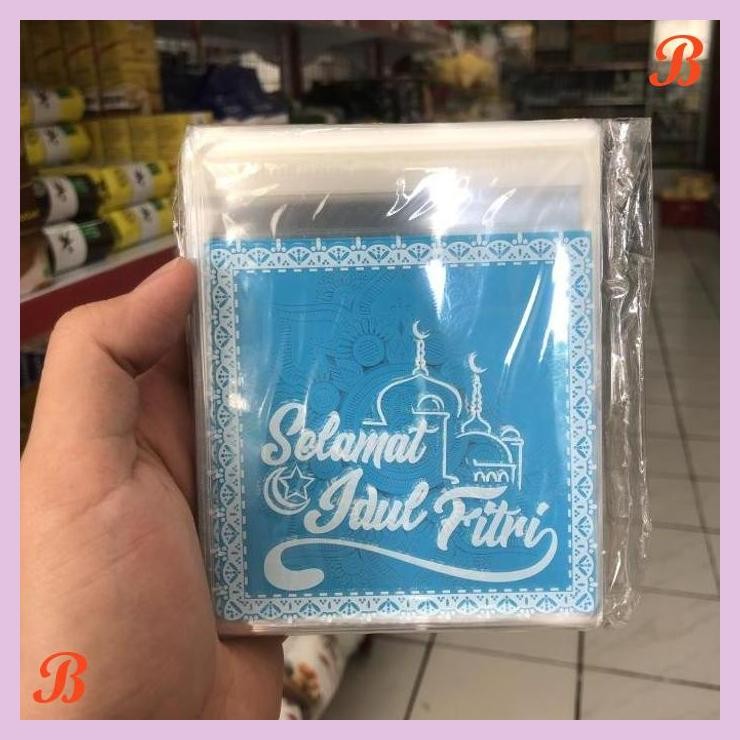 B
Selamat
Idul Fitri
B